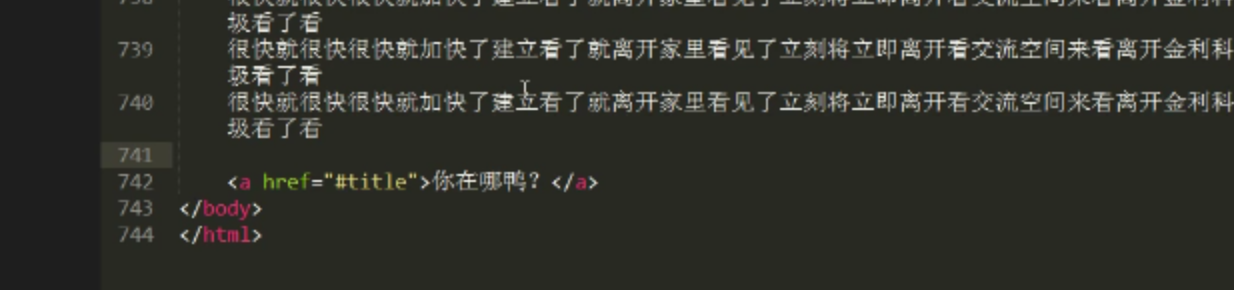 圾看了看
739 很快就很快很快就加快了建立看了就离开家里看见了立刻将立即离开看交流空间来看离开金利科
圾看了看
740 很快就很快很快就加快了建立看了就离开家里看见了立刻将立即离开看交流空间来看离开金利科
圾看了看
741
742 <a href="#title">你在哪鸭？</a>
743 </body>
744 </html>